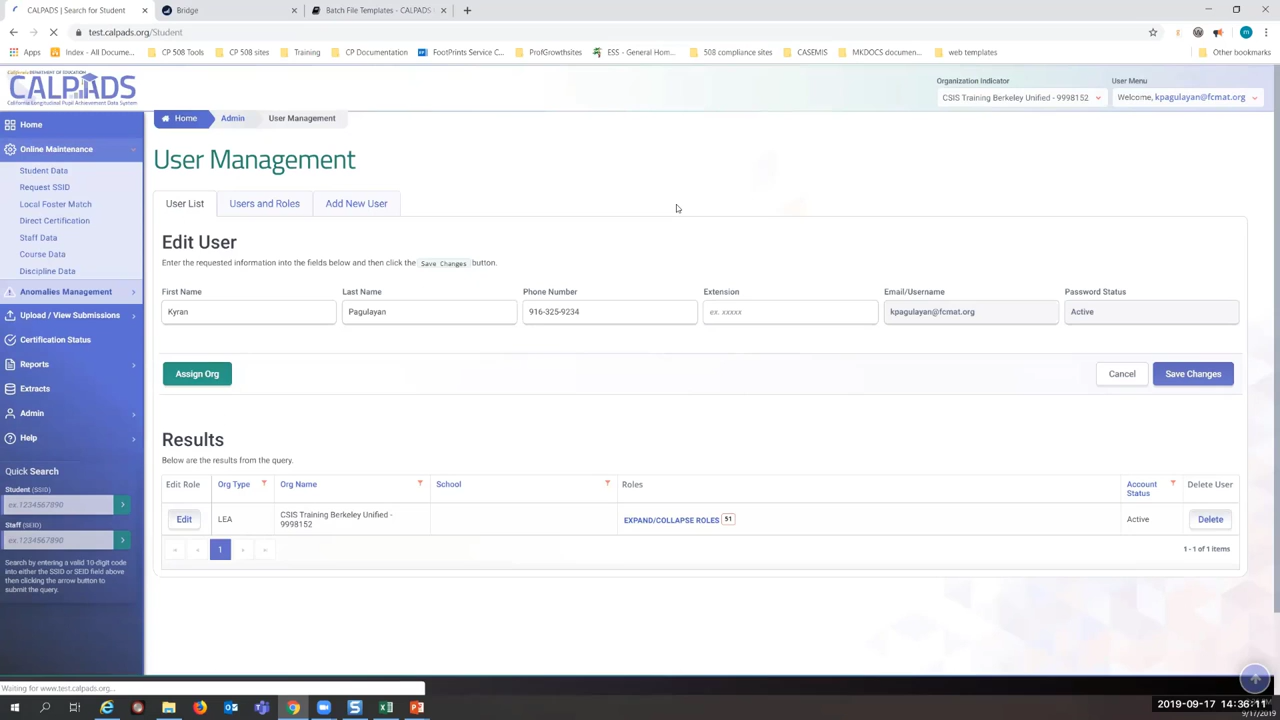 CALPADS | Search for Student
Bridge
Batch File Templates - CALPADS
test.calpads.org/Student
Apps
Index - All Docume...
CP 508 Tools
CP 508 sites
Training
CP Documentation
FootPrints Service C...
ProfGrowthsites
ESS - General Hom...
508 compliance sites
CASEMIS
MKDOCS documen...
web templates
Other bookmarks
CALPADS
California Longitudinal Pupil Achievement Data System
Organization Indicator
User Menu
CSIS Training Berkeley Unified - 9998152
Welcome, kpagulayan@fcmat.org
Home
Online Maintenance
Student Data
Request SSID
Local Foster Match
Direct Certification
Staff Data
Course Data
Discipline Data
Anomalies Management
Upload / View Submissions
Certification Status
Reports
Extracts
Admin
Help
Quick Search
Student (SSID)
ex.1234567890
Staff (SEID)
ex.1234567890
Search by entering a valid 10-digit code
into either the SSID or SEID field above
then clicking the arrow button to
submit the query.
Home
Admin
User Management
User Management
User List
Users and Roles
Add New User
Edit User
Enter the requested information into the fields below and then click the Save Changes button.
First Name
Last Name
Phone Number
Extension
Email/Username
Password Status
Kyran
Pagulayan
916-325-9234
ex. xxxxx
kpagulayan@fcmat.org
Active
Assign Org
Cancel
Save Changes
Results
Below are the results from the query.
Edit Role
Org Type
Org Name
School
Roles
Account
Status
Delete User
Edit
LEA
CSIS Training Berkeley Unified -
9998152
EXPAND/COLLAPSE ROLES 51
Active
Delete
« ‹ 1 › »
1 - 1 of 1 items
Waiting for www.test.calpads.org...
2019-09-17 14:36:11
9/17/2019